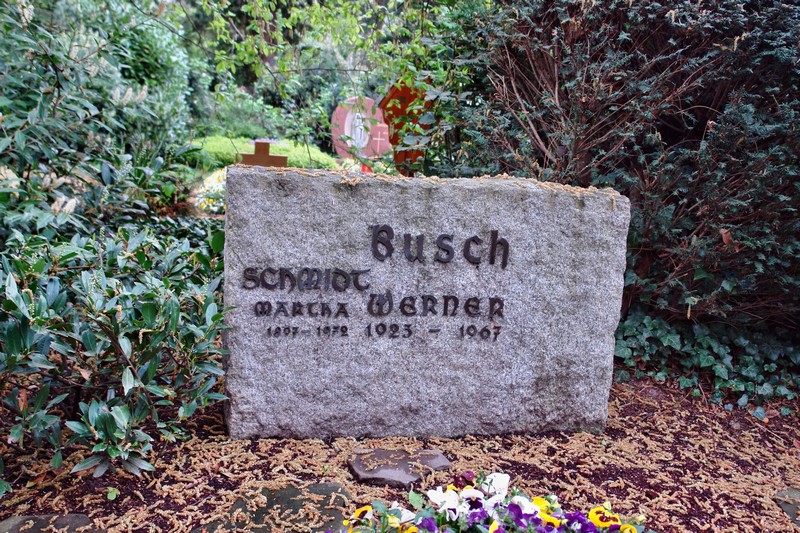 Busch
SCHMIDT
MARTHA WERNER
1897-1972 1923 - 1967